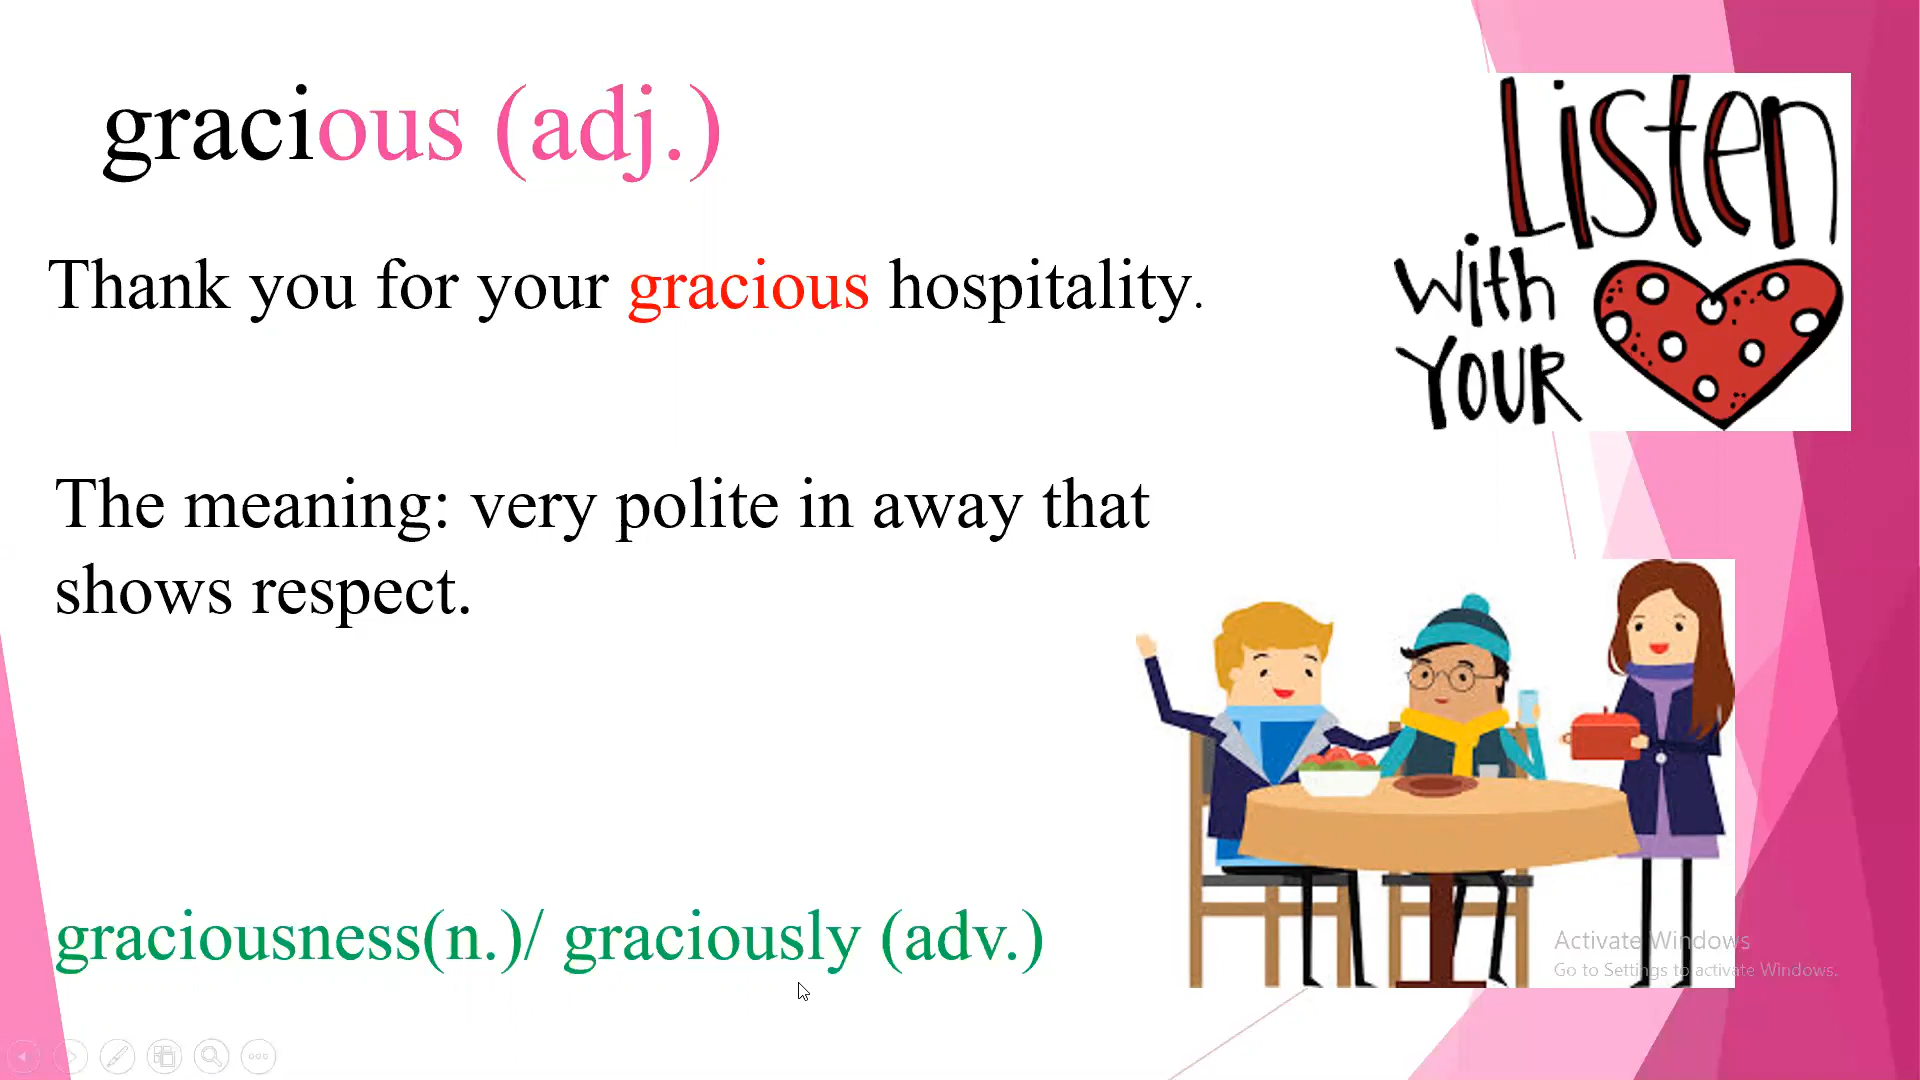 gracious (adj.)
Thank you for your gracious hospitality.
The meaning: very polite in away that
shows respect.
graciousness(n.)/ graciously (adv.)
Listen
with
YOUR
Activate Windows
Go to Settings to activate Windows.